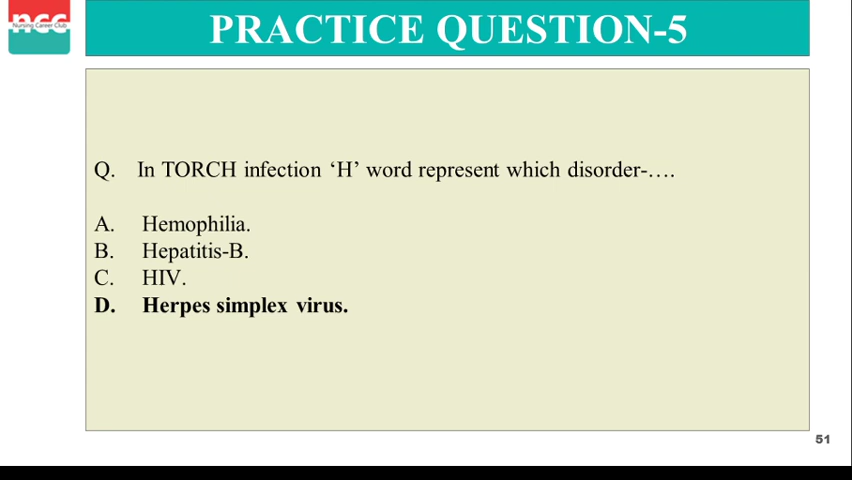 ncc
Nursing Career Club
PRACTICE QUESTION-5
Q. In TORCH infection ‘H’ word represent which disorder-….
A. Hemophilia.
B. Hepatitis-B.
C. HIV.
D. Herpes simplex virus.
51